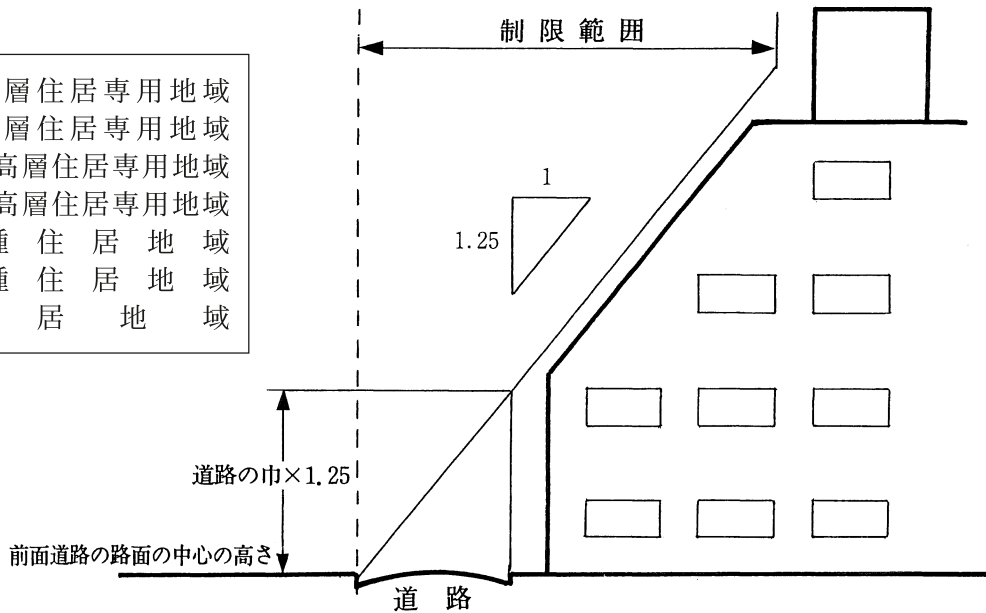 制限範囲
層住居専用地域
層住居専用地域
高層住居専用地域
高層住居専用地域
種住居地域
種住居地域
居地域
1
1.25
道路の巾×1.25
前面道路の路面の中心の高さ
道路